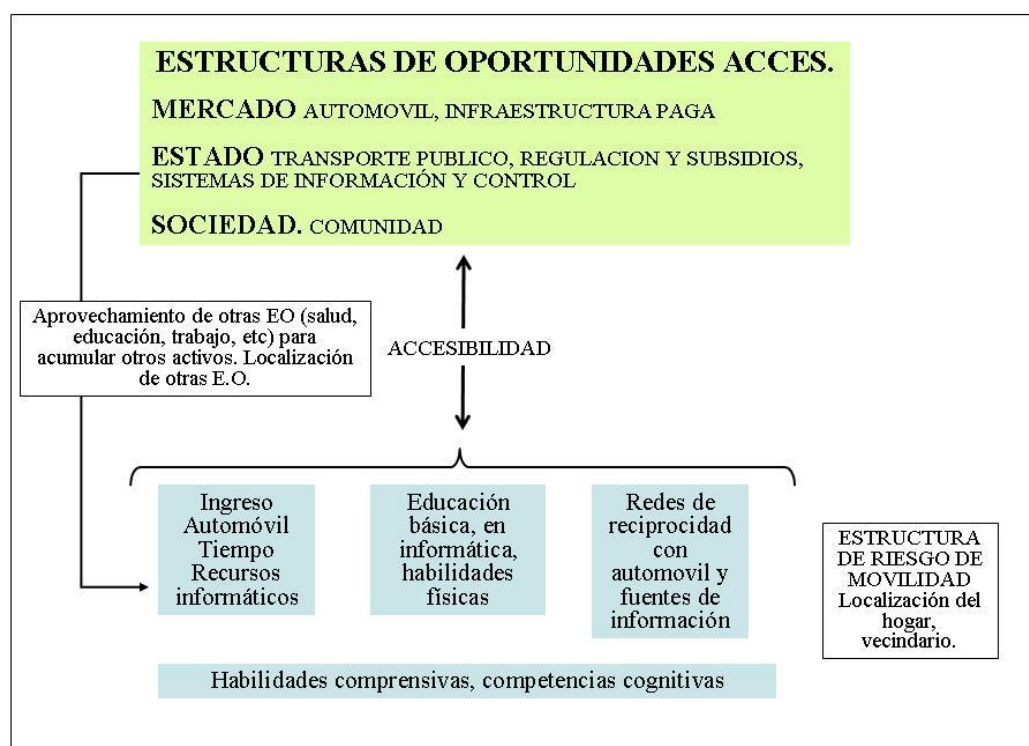 ESTRUCTURAS DE OPORTUNIDADES ACCES.
MERCADO AUTOMOVIL, INFRAESTRUCTURA PAGA
ESTADO TRANSPORTE PUBLICO, REGULACION Y SUBSIDIOS,
SISTEMAS DE INFORMACIÓN Y CONTROL
SOCIEDAD. COMUNIDAD
Aprovechamiento de otras EO (salud,
educación, trabajo, etc) para
acumular otros activos. Localización
de otras E.O.
ACCESIBILIDAD
Ingreso
Automóvil
Tiempo
Recursos
informáticos
Educación
básica, en
informática,
habilidades
físicas
Redes de
reciprocidad
con
automovil y
fuentes de
información
ESTRUCTURA
DE RIESGO DE
MOVILIDAD
Localización del
hogar,
vecindario.
Habilidades comprensivas, competencias cognitivas